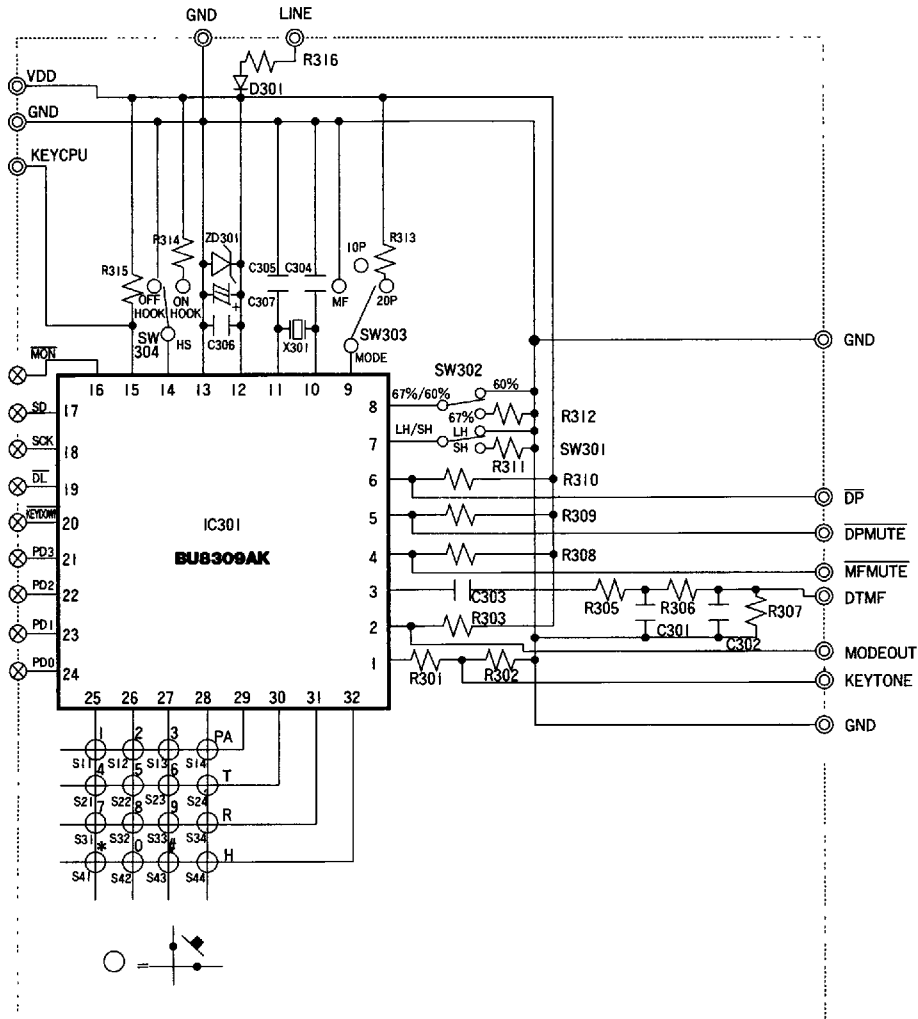 GND LINE
R316
VDD
D301
GND
KEYCPU
R314 ZD301 10P R313
R315 C305 C304
OFF HOOK ON HOOK C307 MF 20P
SW304 HS C306 X301 SW303
MODE
MON 16 15 14 13 12 11 10 9
SW302
67%/60% 60%
SD 17 8
67% R312
LH/SH LH
SCK 18 7 SH SW301
R311
DL 19 6 R310
DP
KEYDOWN 20 5 R309
IC301
DPMUTE
BU8309AK
PD3 21 4 R308
MFMUTE
PD2 22 3 C303 R305 R306 R307 DTMF
C301 C302
PD1 23 2 R303
MODEOUT
PD0 24 1 R301 R302
KEYTONE
25 26 27 28 29 30 31 32
GND
1 2 3 PA
S11 S12 S13 S14
4 5 6 T
S21 S22 S23 S24
7 8 9 R
S31 S32 S33 S34
* 0 # H
S41 S42 S43 S44
=
GND